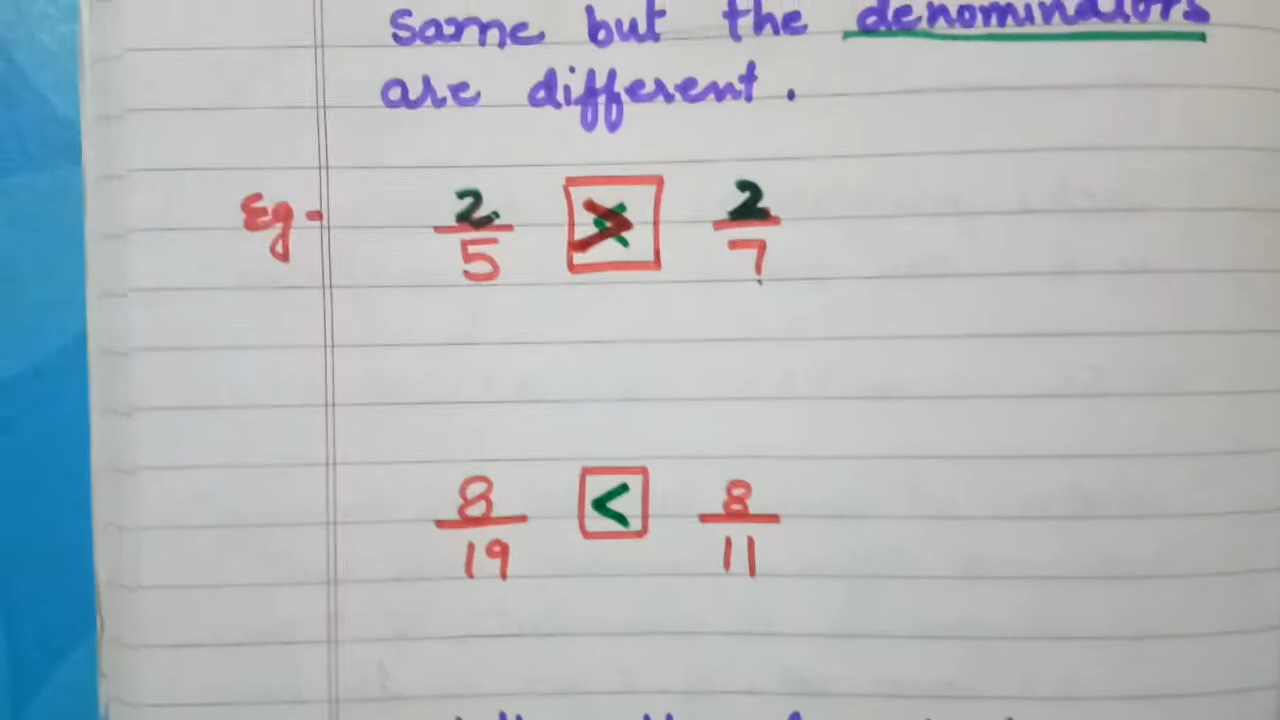 same but the denominators
are different.
Eg- 2/5 > 2/7
8/19 < 8/11